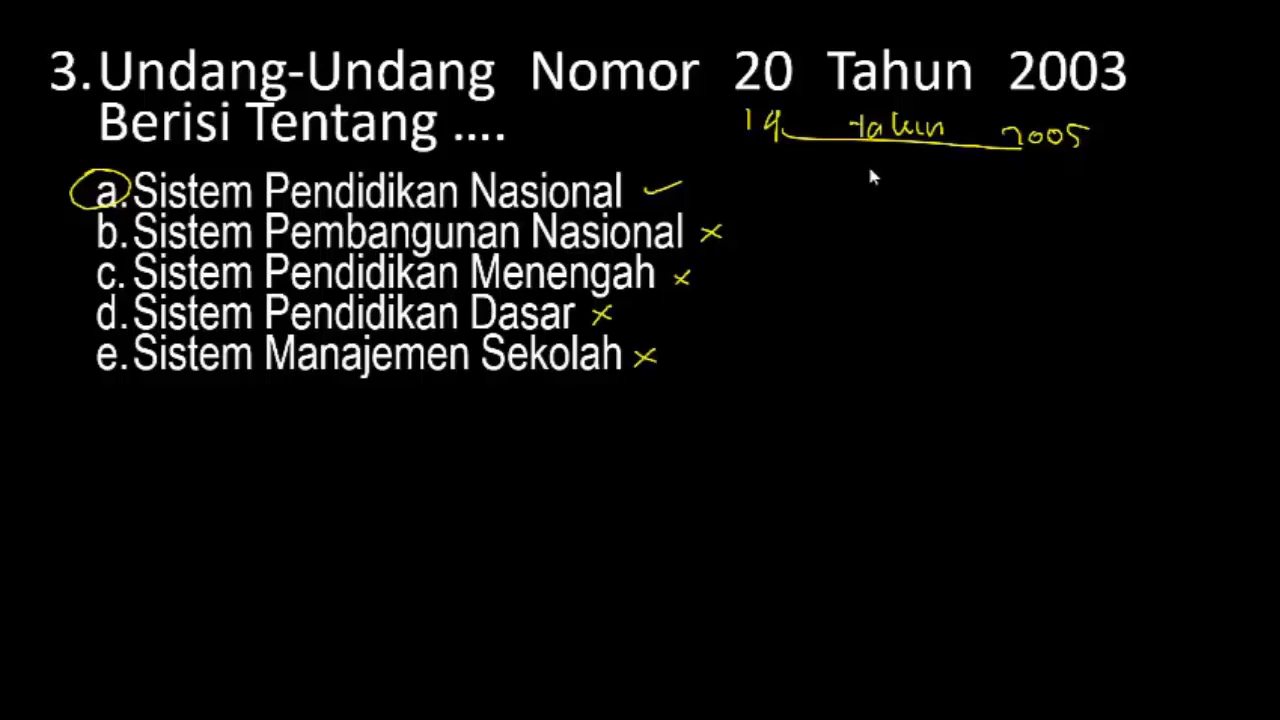 3. Undang-Undang Nomor 20 Tahun 2003
Berisi Tentang ....
19 tahun 2005
a. Sistem Pendidikan Nasional
b. Sistem Pembangunan Nasional
c. Sistem Pendidikan Menengah
d. Sistem Pendidikan Dasar
e. Sistem Manajemen Sekolah